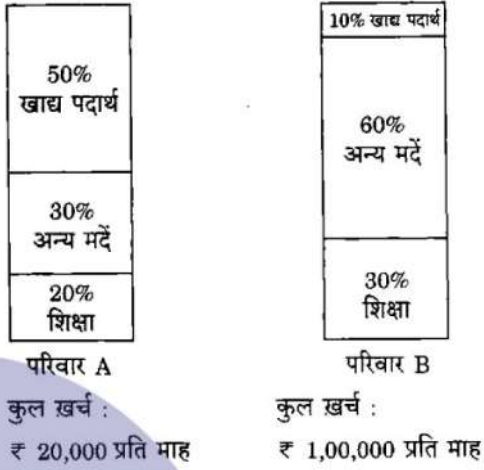 50%
खाद्य पदार्थ
30%
अन्य मदें
20%
शिक्षा
परिवार A
कुल ख़र्च :
₹ 20,000 प्रति माह
10% खाद्य पदार्थ
60%
अन्य मदें
30%
शिक्षा
परिवार B
कुल ख़र्च :
₹ 1,00,000 प्रति माह